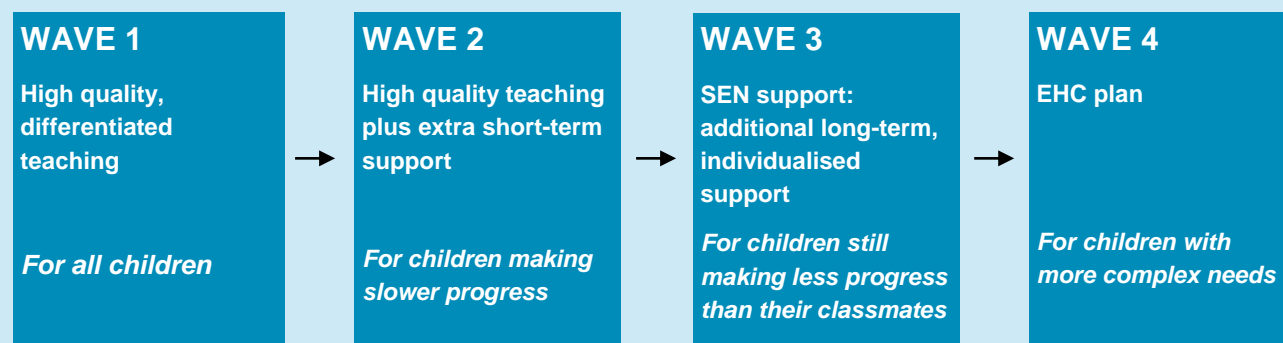 WAVE 1
High quality,
differentiated
teaching
For all children
WAVE 2
High quality teaching
plus extra short-term
support
For children making
slower progress
WAVE 3
SEN support:
additional long-term,
individualised
support
For children still
making less progress
than their classmates
WAVE 4
EHC plan
For children with
more complex needs